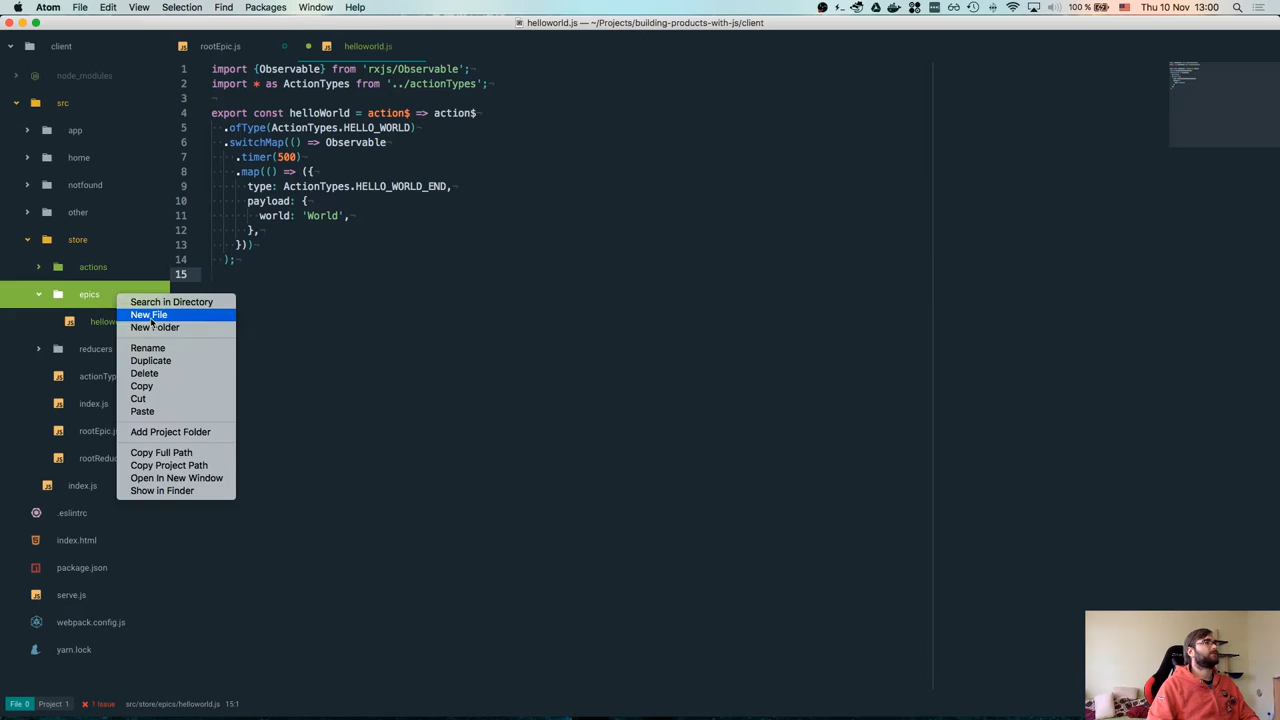 Atom File Edit View Selection Find Packages Window Help 100 % Thu 10 Nov 13:00
helloworld.js — ~/Projects/building-products-with-js/client
client
node_modules
src
app
home
notfound
other
store
actions
epics
hellow
reducers
actionTyp
index.js
rootEpic.j
rootRedu
index.js
.eslintrc
index.html
package.json
serve.js
webpack.config.js
yarn.lock
rootEpic.js helloworld.js
1 import {Observable} from 'rxjs/Observable';¬
2 import * as ActionTypes from '../actionTypes';¬
3 ¬
4 export const helloWorld = action$ => action$¬
5 .ofType(ActionTypes.HELLO_WORLD)¬
6 .switchMap(() => Observable¬
7 .timer(500)¬
8 .map(() => ({¬
9 type: ActionTypes.HELLO_WORLD_END,¬
10 payload: {¬
11 world: 'World',¬
12 },¬
13 }))¬
14 );¬
15
Search in Directory
New File
New Folder
Rename
Duplicate
Delete
Copy
Cut
Paste
Add Project Folder
Copy Full Path
Copy Project Path
Open In New Window
Show in Finder
File 0 Project 1 1 Issue src/store/epics/helloworld.js 15:1